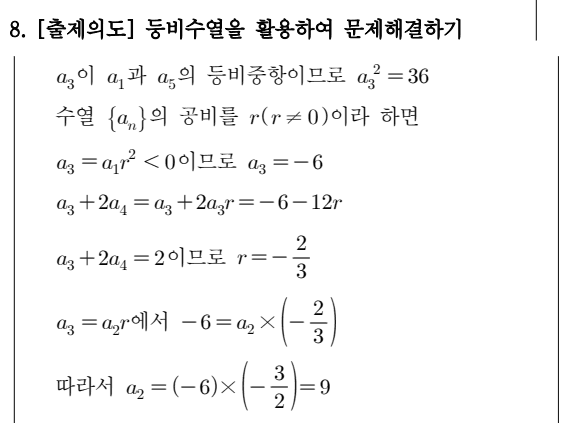 8. [출제의도] 등비수열을 활용하여 문제해결하기
a₃이 a₁과 a₅의 등비중항이므로 a₃² = 36
수열 {aₙ}의 공비를 r(r ≠ 0)이라 하면
a₃ = a₁r² < 0이므로 a₃ = −6
a₃ + 2a₄ = a₃ + 2a₃r = −6 − 12r
a₃ + 2a₄ = 2이므로 r = −2/3
a₃ = a₂r에서 −6 = a₂ × (−2/3)
따라서 a₂ = (−6) × (−3/2) = 9